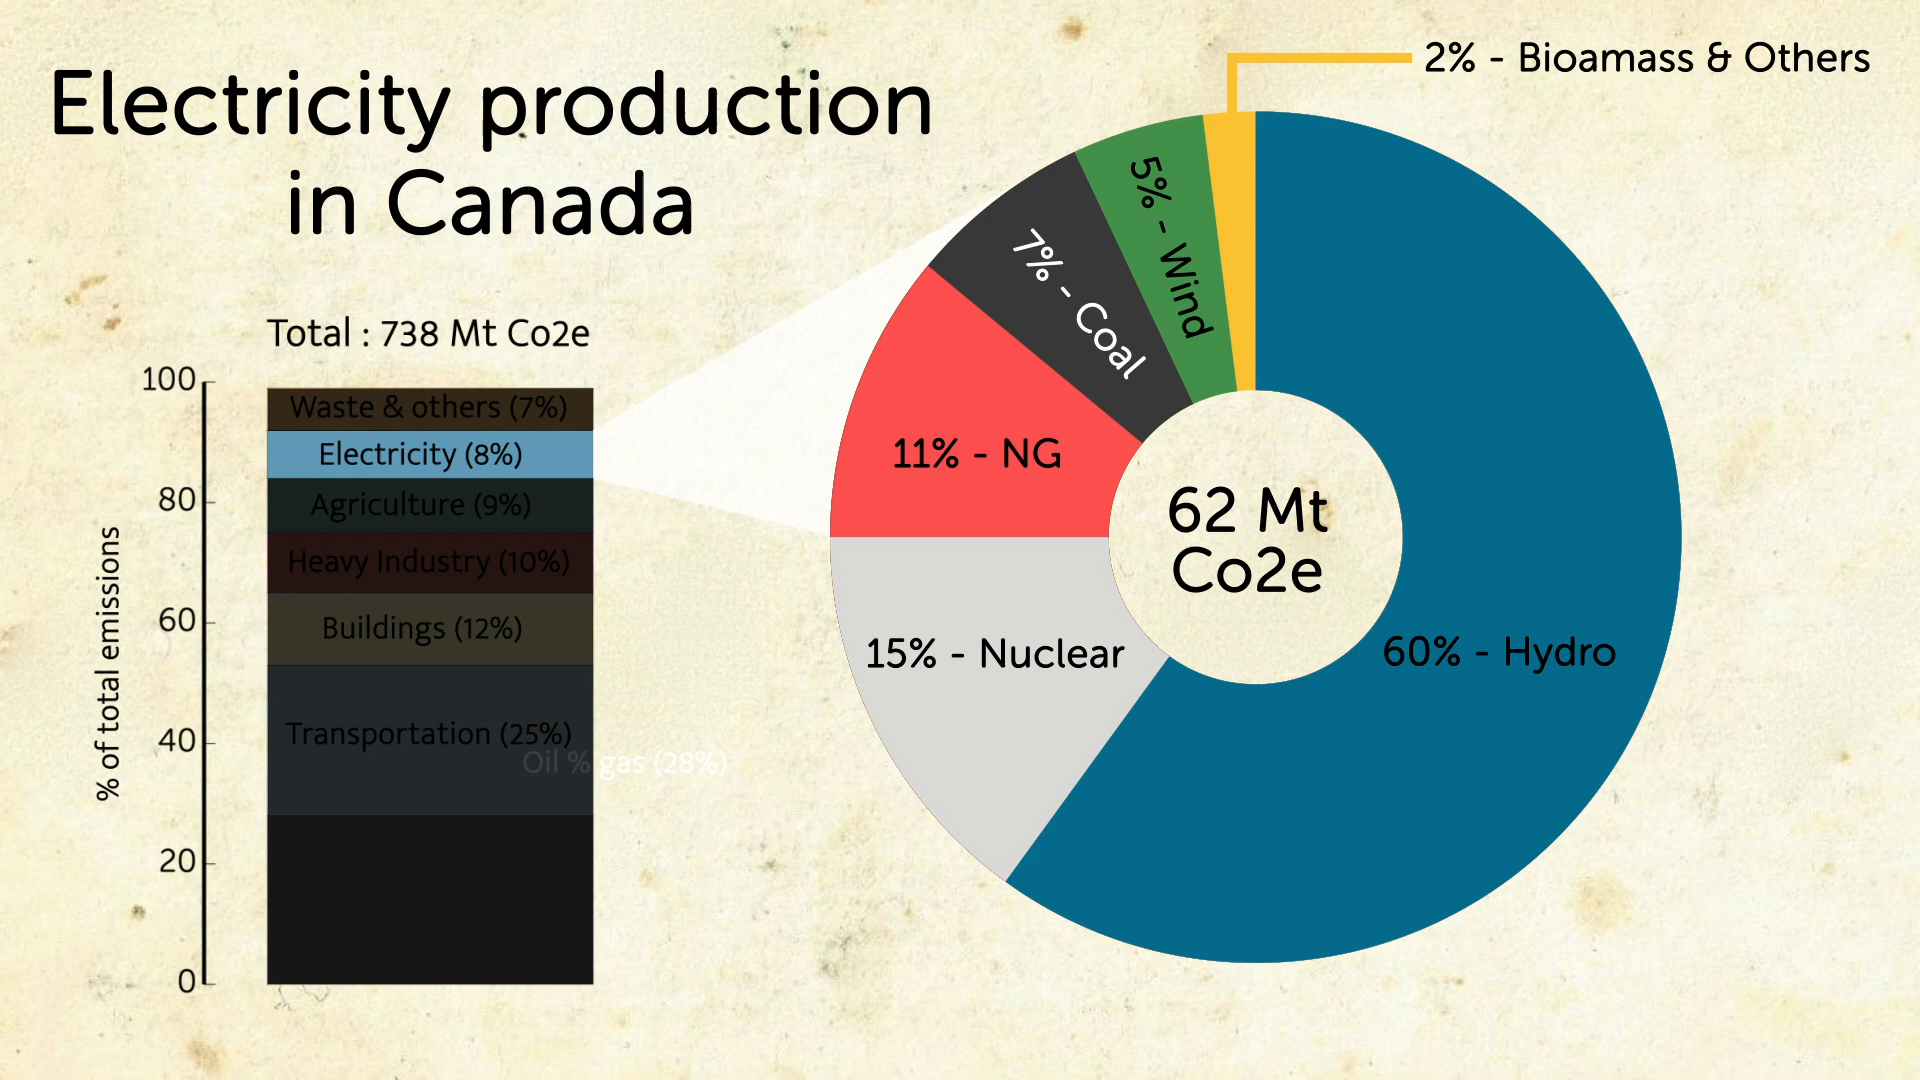 Electricity production
in Canada
Total : 738 Mt Co2e
% of total emissions
100
80
60
40
20
0
Waste & others (7%)
Electricity (8%)
Agriculture (9%)
Heavy Industry (10%)
Buildings (12%)
Transportation (25%)
Oil % gas (28%)
2% - Bioamass & Others
5% - Wind
7% - Coal
11% - NG
15% - Nuclear
60% - Hydro
62 Mt
Co2e